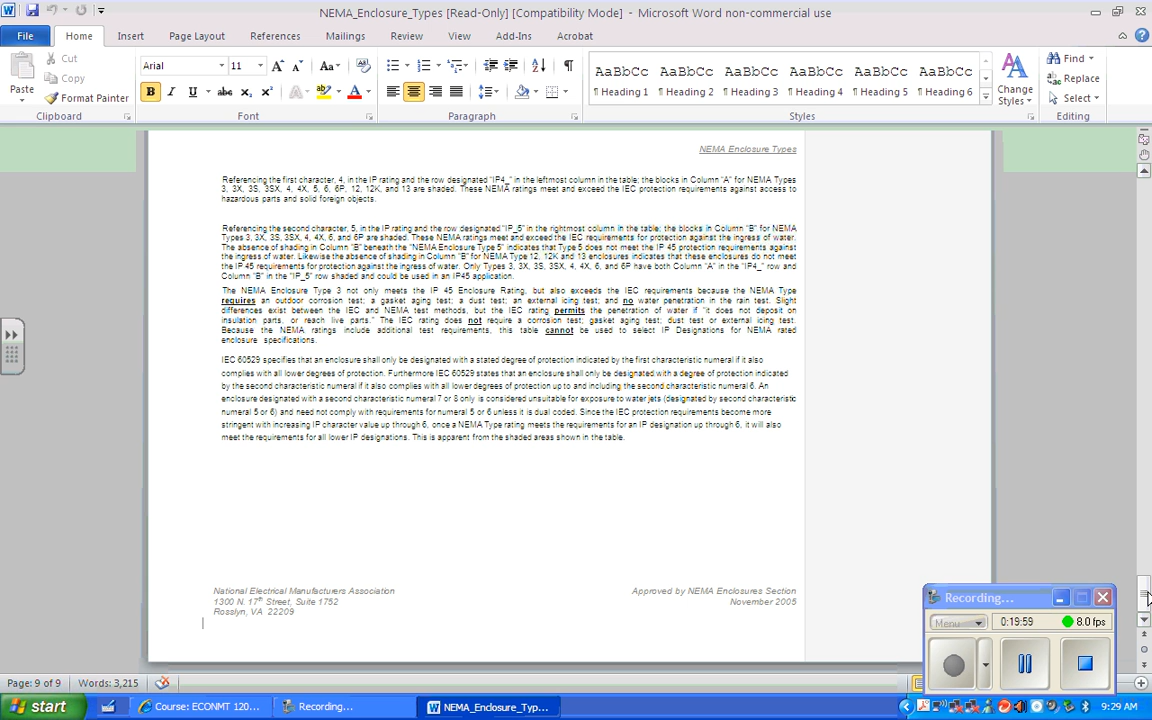 NEMA_Enclosure_Types [Read-Only] [Compatibility Mode] - Microsoft Word non-commercial use
File Home Insert Page Layout References Mailings Review View Add-Ins Acrobat
Paste
Cut
Copy
Format Painter
Clipboard
Arial 11
Font
Paragraph
AaBbCc AaBbCc AaBbCc AaBbCc AaBbCc AaBbCc
¶ Heading 1 ¶ Heading 2 ¶ Heading 3 ¶ Heading 4 ¶ Heading 5 ¶ Heading 6
Change
Styles
Styles
Find
Replace
Select
Editing
NEMA Enclosure Types
Referencing the first character, 4, in the IP rating and the row designated "IP4_" in the leftmost column in the table; the blocks in Column "A" for NEMA Types
3, 3X, 3S, 3SX, 4, 4X, 5, 6, 6P, 12, 12K, and 13 are shaded. These NEMA ratings meet and exceed the IEC protection requirements against access to
hazardous parts and solid foreign objects.
Referencing the second character, 5, in the IP rating and the row designated "IP_5" in the rightmost column in the table; the blocks in Column "B" for NEMA
Types 3, 3X, 3S, 3SX, 4, 4X, 6, and 6P are shaded. These NEMA ratings meet and exceed the IEC requirements for protection against the ingress of water.
The absence of shading in Column "B" beneath the "NEMA Enclosure Type 5" indicates that Type 5 does not meet the IP 45 protection requirements against
the ingress of water. Likewise the absence of shading in Column "B" for NEMA Type 12, 12K and 13 enclosures indicates that these enclosures do not meet
the IP 45 requirements for protection against the ingress of water. Only Types 3, 3X, 3S, 3SX, 4, 4X, 6, and 6P have both Column "A" in the "IP4_" row and
Column "B" in the "IP_5" row shaded and could be used in an IP45 application.
The NEMA Enclosure Type 3 not only meets the IP 45 Enclosure Rating, but also exceeds the IEC requirements because the NEMA Type
requires an outdoor corrosion test; a gasket aging test; a dust test; an external icing test; and no water penetration in the rain test. Slight
differences exist between the IEC and NEMA test methods, but the IEC rating permits the penetration of water if "it does not deposit on
insulation parts, or reach live parts." The IEC rating does not require a corrosion test; gasket aging test; dust test or external icing test.
Because the NEMA ratings include additional test requirements, this table cannot be used to select IP Designations for NEMA rated
enclosure specifications.
IEC 60529 specifies that an enclosure shall only be designated with a stated degree of protection indicated by the first characteristic numeral if it also
complies with all lower degrees of protection. Furthermore IEC 60529 states that an enclosure shall only be designated with a degree of protection indicated
by the second characteristic numeral if it also complies with all lower degrees of protection up to and including the second characteristic numeral 6. An
enclosure designated with a second characteristic numeral 7 or 8 only is considered unsuitable for exposure to water jets (designated by second characteristic
numeral 5 or 6) and need not comply with requirements for numeral 5 or 6 unless it is dual coded. Since the IEC protection requirements become more
stringent with increasing IP character value up through 6, once a NEMA Type rating meets the requirements for an IP designation up through 6, it will also
meet the requirements for all lower IP designations. This is apparent from the shaded areas shown in the table.
National Electrical Manufacturers Association Approved by NEMA Enclosures Section
1300 N. 17th Street, Suite 1752 November 2005
Rosslyn, VA 22209
Recording...
Menu 0:19:59 8.0 fps
Page: 9 of 9 Words: 3,215
start Course: ECONMT 120... Recording... NEMA_Enclosure_Typ... 9:29 AM